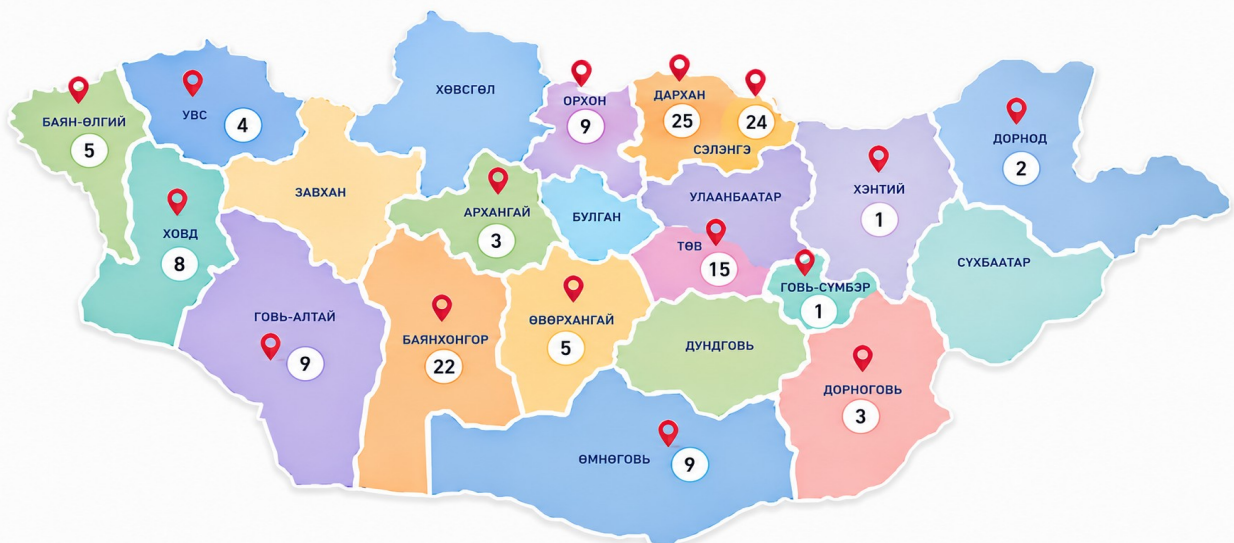 БАЯН-ӨЛГИЙ
5
УВС
4
ХОВД
8
ЗАВХАН
ГОВЬ-АЛТАЙ
9
ХӨВСГӨЛ
АРХАНГАЙ
3
БАЯНХОНГОР
22
ОРХОН
9
БУЛГАН
ӨВӨРХАНГАЙ
5
ДАРХАН
25
24
СЭЛЭНГЭ
УЛААНБААТАР
ТӨВ
15
ГОВЬ-СҮМБЭР
1
ДУНДГОВЬ
ӨМНӨГОВЬ
9
ХЭНТИЙ
1
ДОРНОД
2
СҮХБААТАР
ДОРНОГОВЬ
3